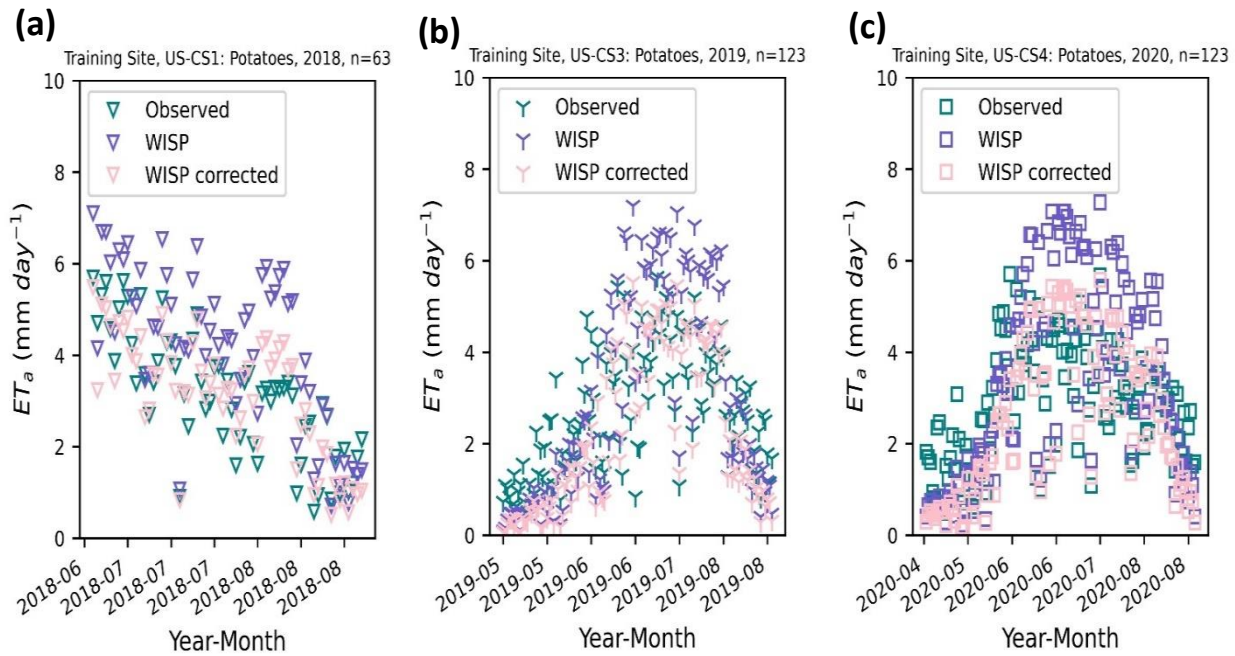 (a)
Training Site, US-CS1: Potatoes, 2018, n=63
Observed
WISP
WISP corrected
10
8
6
4
2
0
ET_a (mm day⁻¹)
2018-06
2018-07
2018-07
2018-07
2018-08
2018-08
2018-08
Year-Month
(b)
Training Site, US-CS3: Potatoes, 2019, n=123
Observed
WISP
WISP corrected
10
8
6
4
2
0
ET_a (mm day⁻¹)
2019-05
2019-05
2019-06
2019-06
2019-07
2019-08
2019-08
Year-Month
(c)
Training Site, US-CS4: Potatoes, 2020, n=123
Observed
WISP
WISP corrected
10
8
6
4
2
0
ET_a (mm day⁻¹)
2020-04
2020-05
2020-06
2020-06
2020-07
2020-08
2020-08
Year-Month